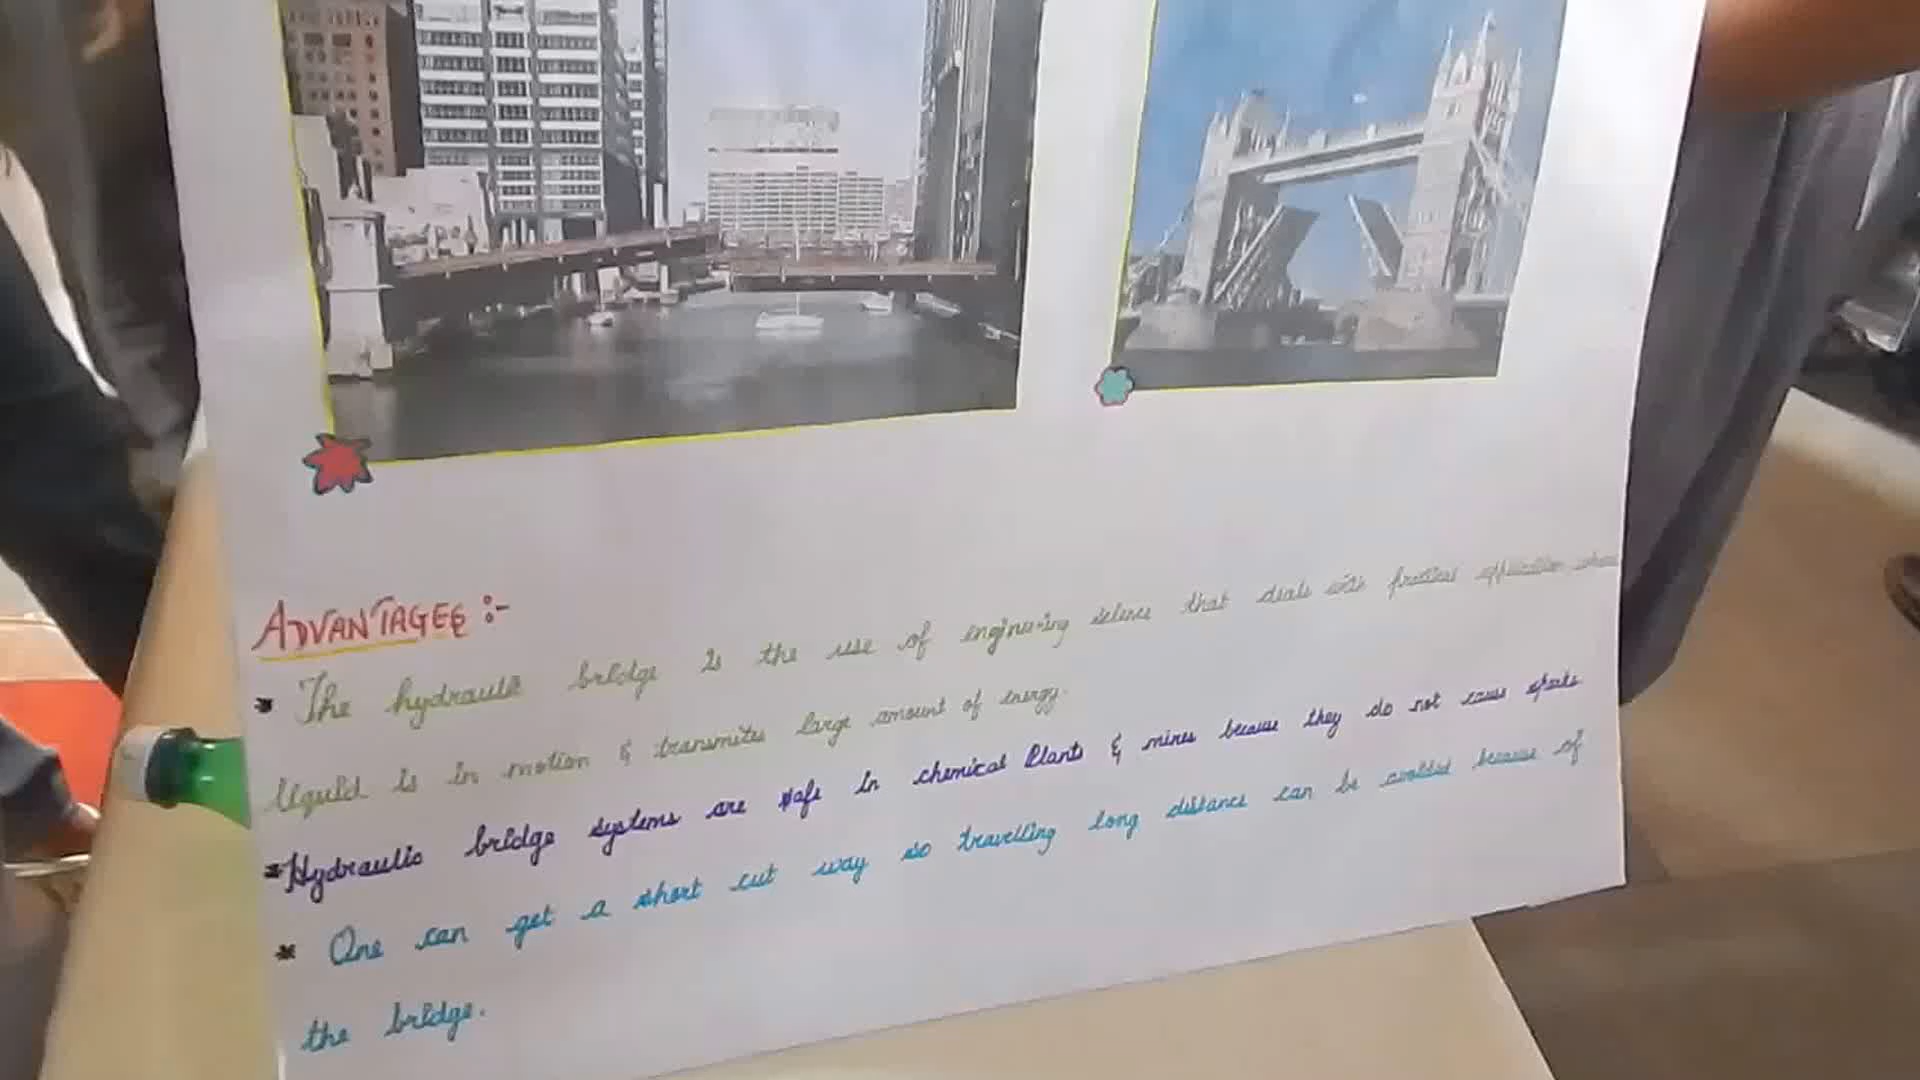 ADVANTAGES :-
* The hydraulic bridge is the use of engineering science that deals with practical application where
liquid is in motion & transmites large amount of energy.
* Hydraulic bridge systems are safe in chemical Plants & mines because they do not cause sparks
* One can get a short cut way so travelling long distance can be avoided because of
the bridge.